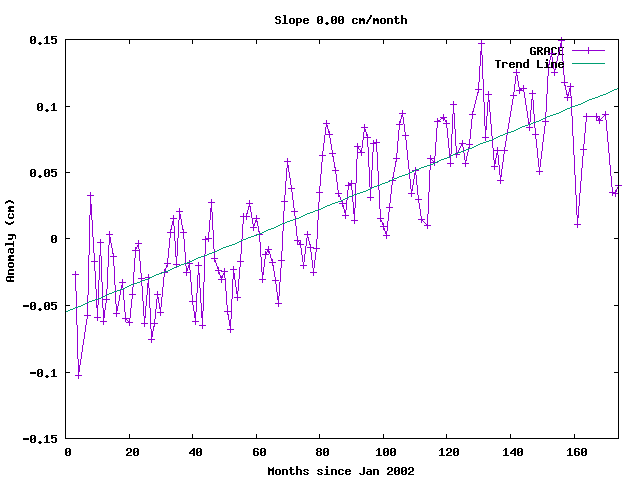 Slope 0.00 cm/month
GRACE
Trend Line
0.15
0.1
0.05
0
-0.05
-0.1
-0.15
Anomaly (cm)
0 20 40 60 80 100 120 140 160
Months since Jan 2002